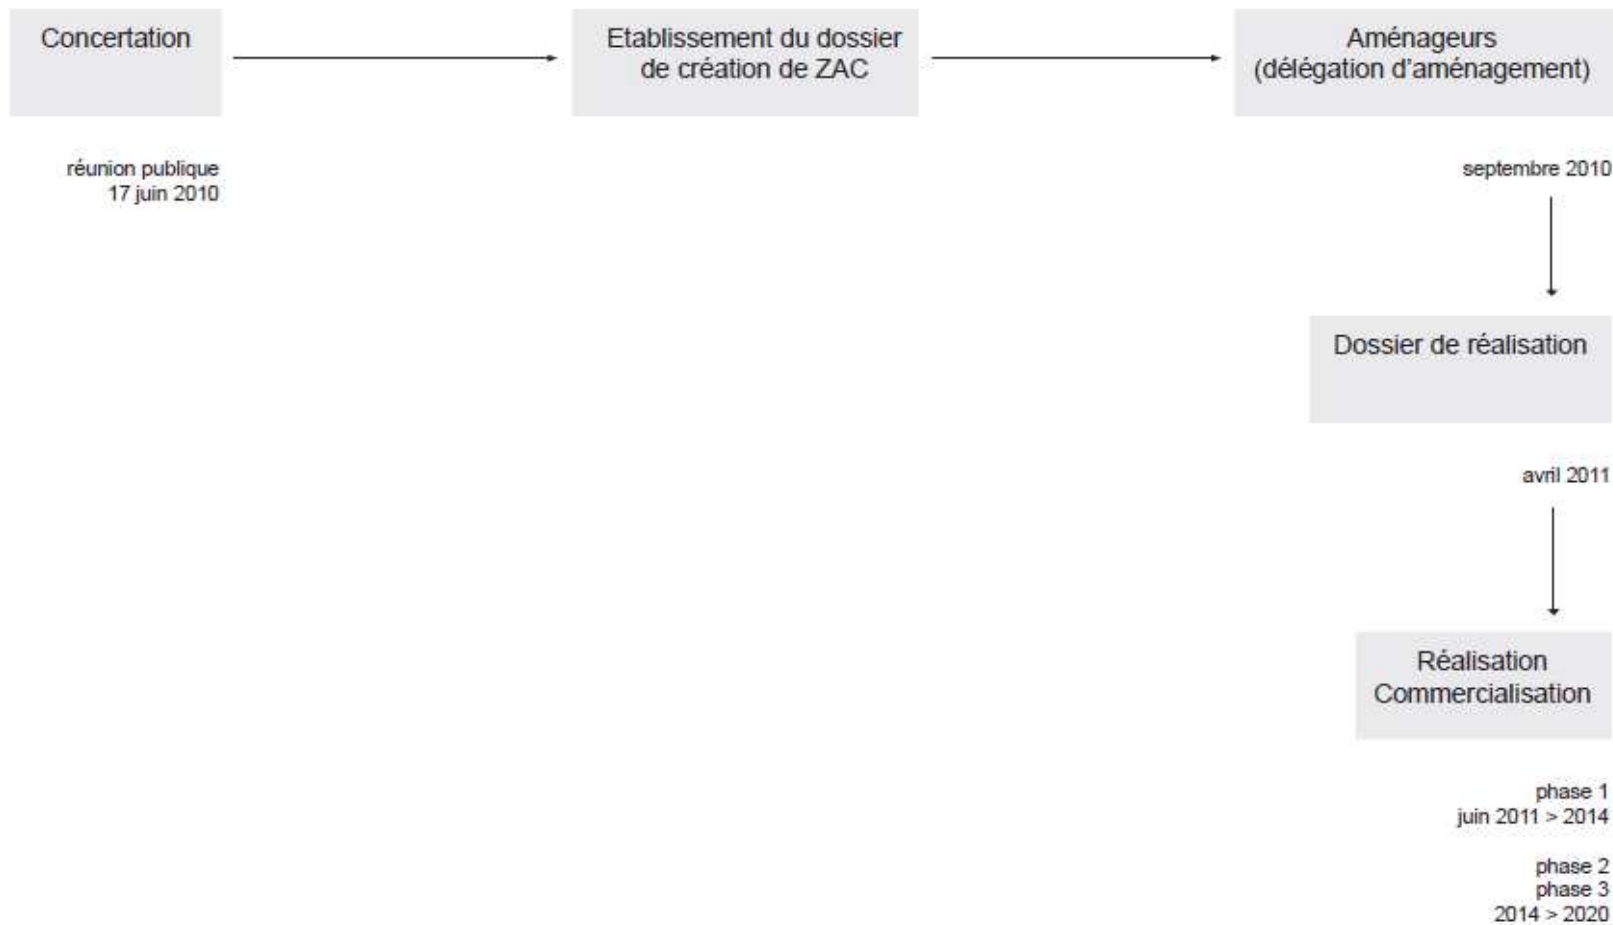 Concertation
Etablissement du dossier
de création de ZAC
Aménageurs
(délégation d'aménagement)
réunion publique
17 juin 2010
septembre 2010
Dossier de réalisation
avril 2011
Réalisation
Commercialisation
phase 1
juin 2011 > 2014
phase 2
phase 3
2014 > 2020